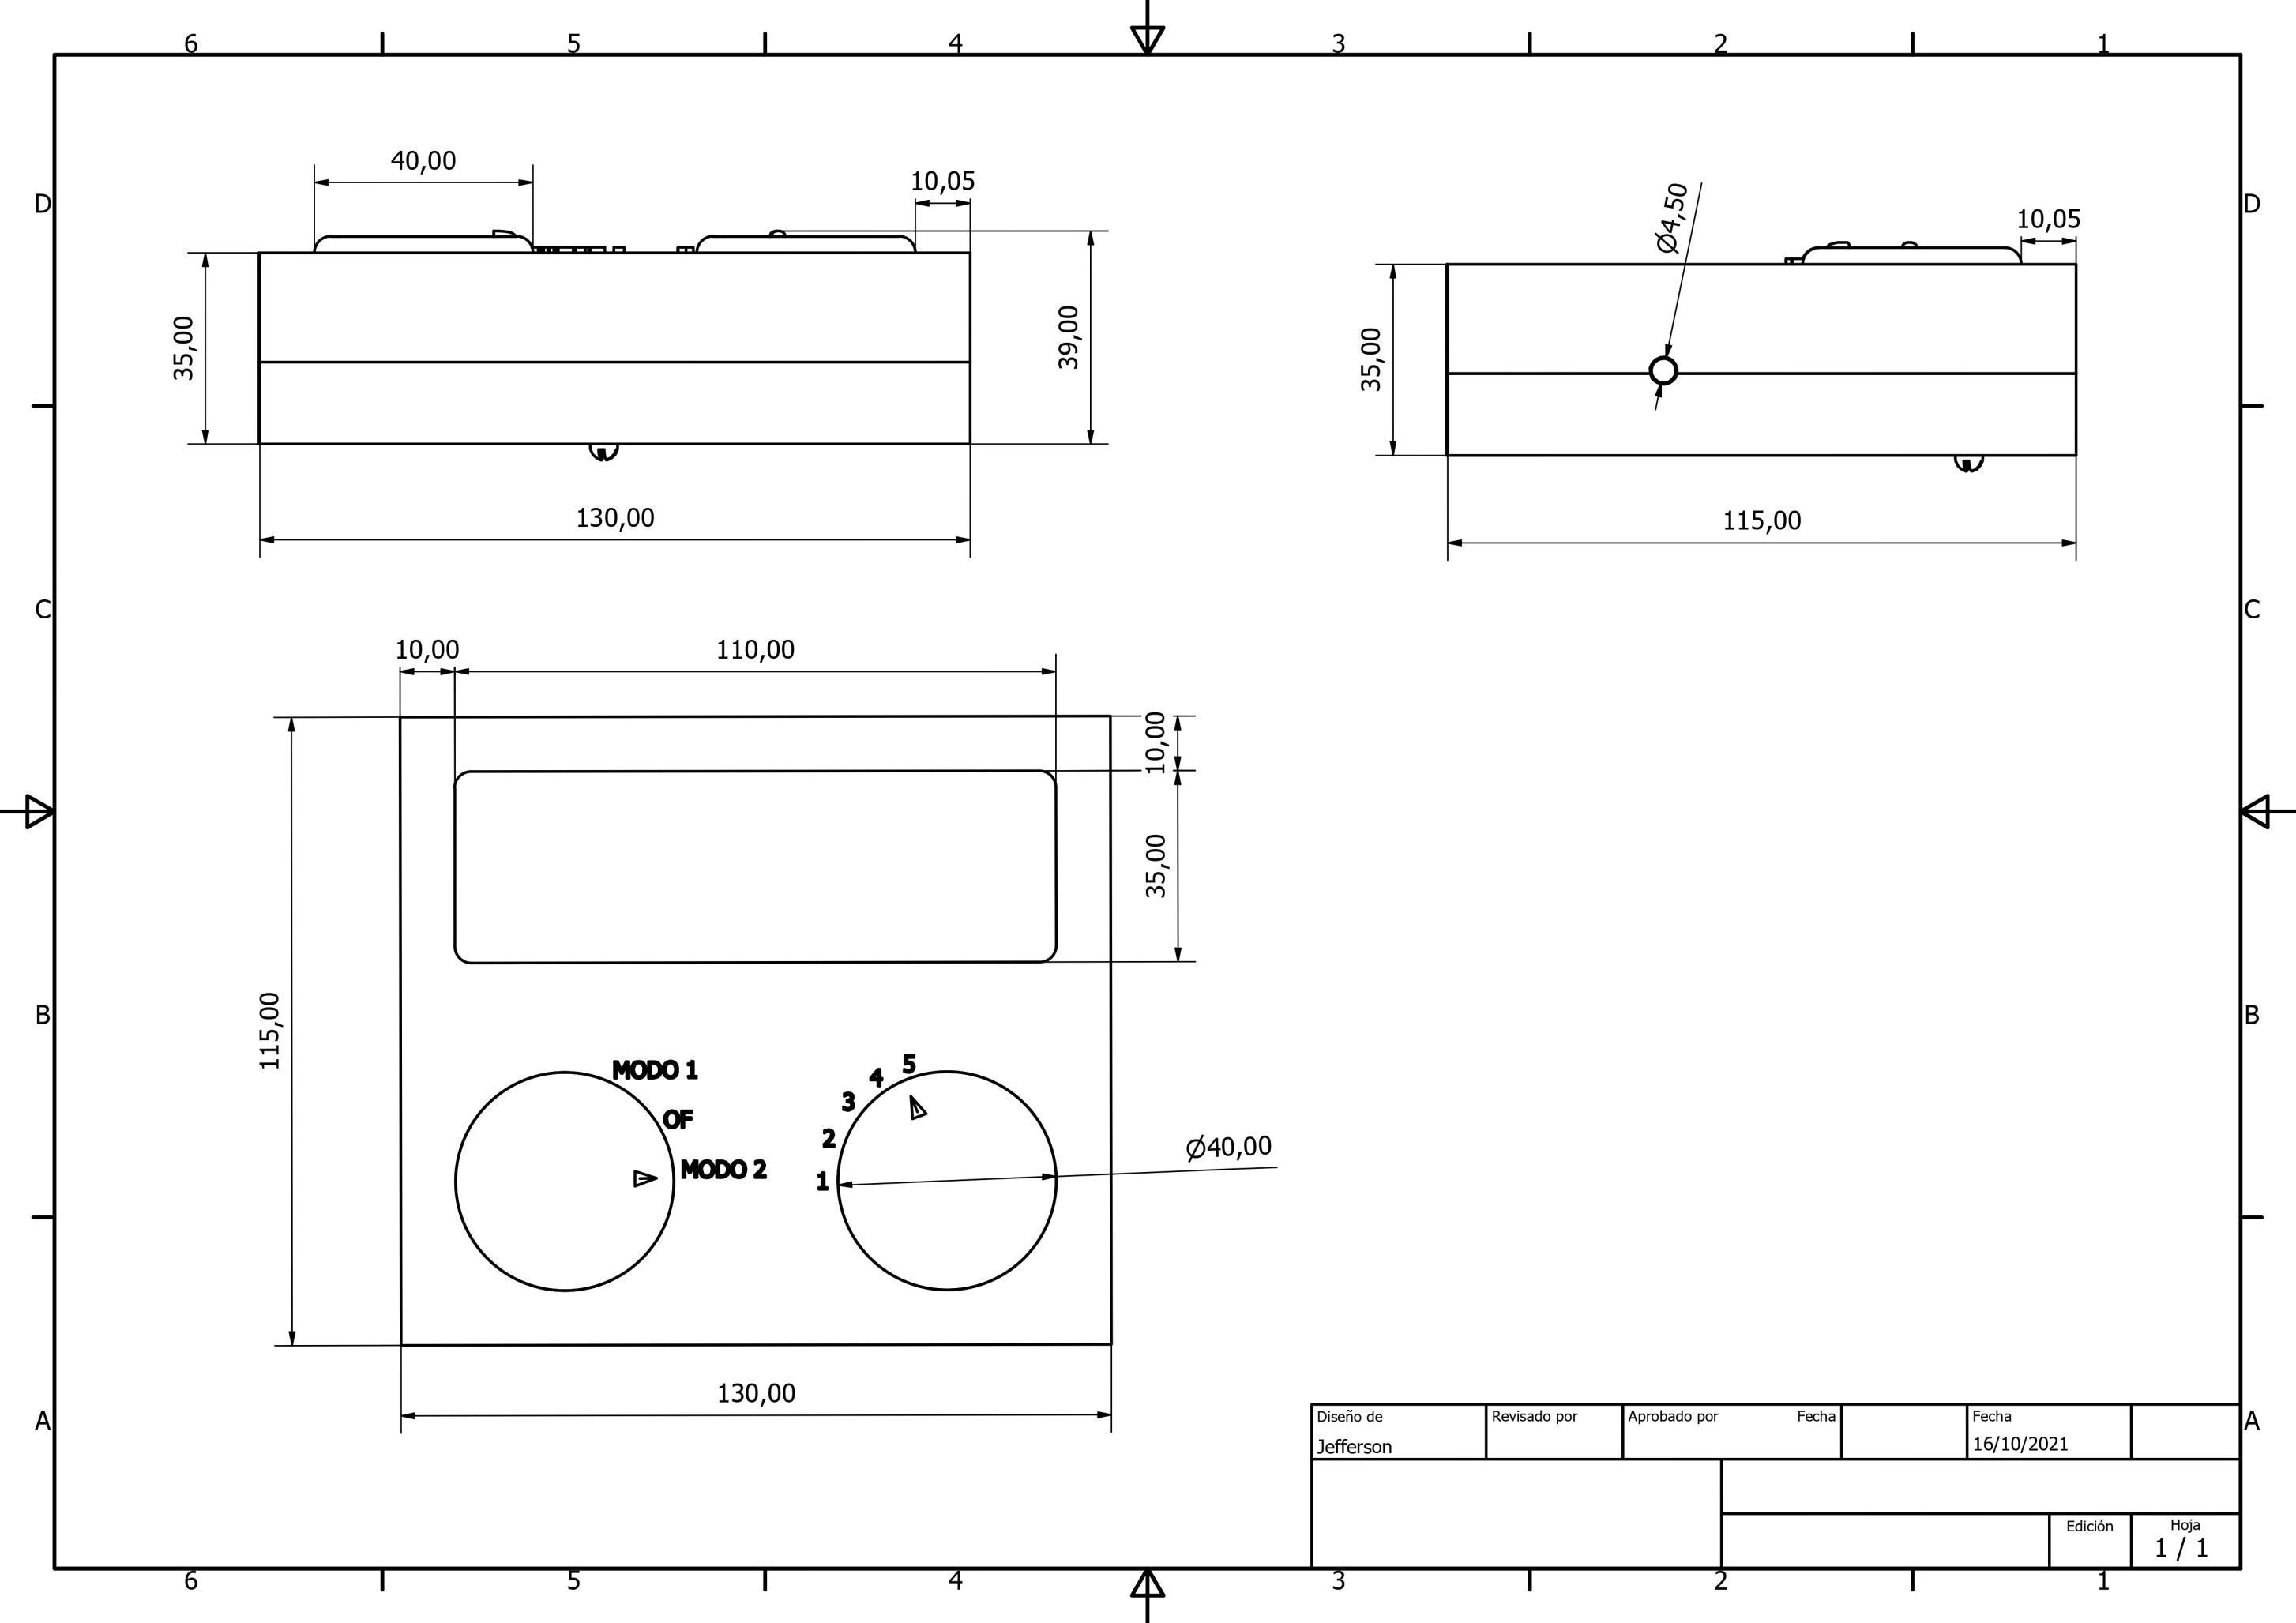 6 5 4 3 2 1
D D
40,00
10,05
35,00
39,00
130,00
Ø4,50
10,05
35,00
115,00
C C
10,00 110,00
10,00
35,00
115,00
B B
MODO 1
OF
MODO 2
5
4
3
2
1
Ø40,00
130,00
A A
Diseño de Revisado por Aprobado por Fecha Fecha
Jefferson 16/10/2021
Edición Hoja
1 / 1
6 5 4 3 2 1